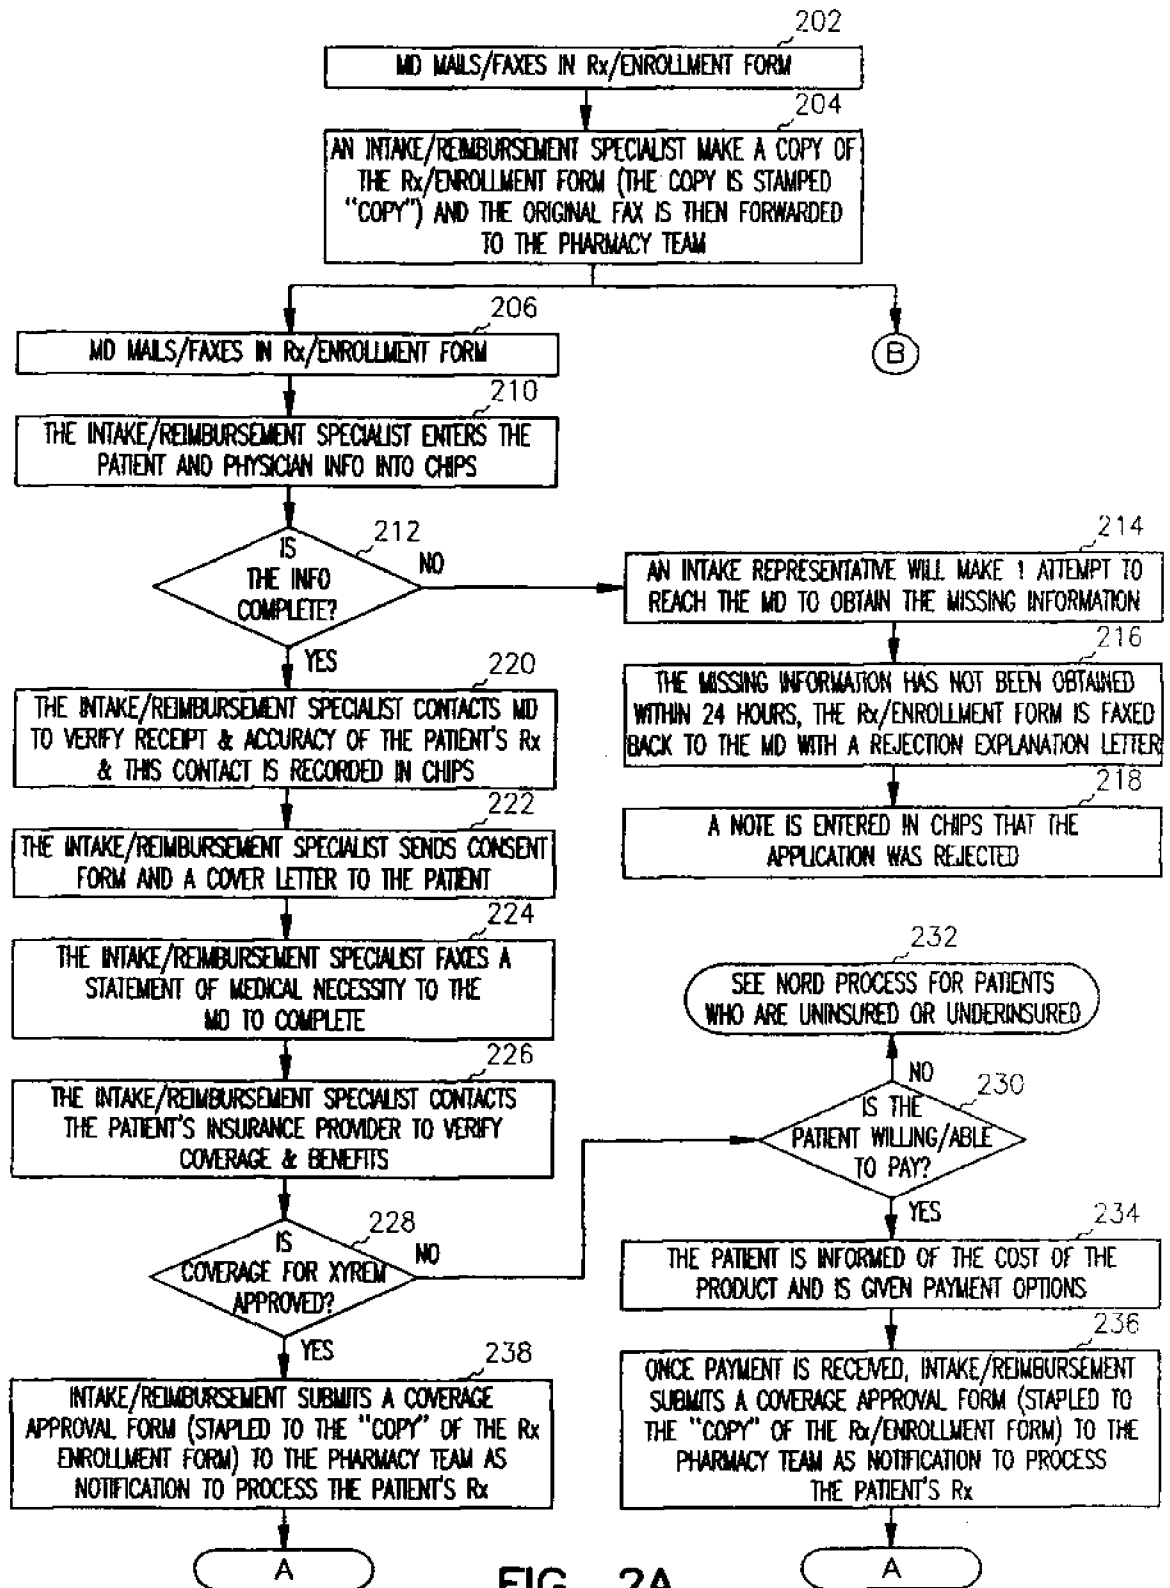 202
MD MAILS/FAXES IN Rx/ENROLLMENT FORM
204
AN INTAKE/REIMBURSEMENT SPECIALIST MAKE A COPY OF
THE Rx/ENROLLMENT FORM (THE COPY IS STAMPED
"COPY") AND THE ORIGINAL FAX IS THEN FORWARDED
TO THE PHARMACY TEAM
206
MD MAILS/FAXES IN Rx/ENROLLMENT FORM
B
210
THE INTAKE/REIMBURSEMENT SPECIALIST ENTERS THE
PATIENT AND PHYSICIAN INFO INTO CHIPS
212
IS
THE INFO
COMPLETE?
NO
YES
214
AN INTAKE REPRESENTATIVE WILL MAKE 1 ATTEMPT TO
REACH THE MD TO OBTAIN THE MISSING INFORMATION
216
THE MISSING INFORMATION HAS NOT BEEN OBTAINED
WITHIN 24 HOURS, THE Rx/ENROLLMENT FORM IS FAXED
BACK TO THE MD WITH A REJECTION EXPLANATION LETTER
218
A NOTE IS ENTERED IN CHIPS THAT THE
APPLICATION WAS REJECTED
220
THE INTAKE/REIMBURSEMENT SPECIALIST CONTACTS MD
TO VERIFY RECEIPT & ACCURACY OF THE PATIENT'S Rx
& THIS CONTACT IS RECORDED IN CHIPS
222
THE INTAKE/REIMBURSEMENT SPECIALIST SENDS CONSENT
FORM AND A COVER LETTER TO THE PATIENT
224
THE INTAKE/REIMBURSEMENT SPECIALIST FAXES A
STATEMENT OF MEDICAL NECESSITY TO THE
MD TO COMPLETE
226
THE INTAKE/REIMBURSEMENT SPECIALIST CONTACTS
THE PATIENT'S INSURANCE PROVIDER TO VERIFY
COVERAGE & BENEFITS
228
IS
COVERAGE FOR XYREM
APPROVED?
NO
YES
232
SEE NORD PROCESS FOR PATIENTS
WHO ARE UNINSURED OR UNDERINSURED
NO
230
IS THE
PATIENT WILLING/ABLE
TO PAY?
YES
234
THE PATIENT IS INFORMED OF THE COST OF THE
PRODUCT AND IS GIVEN PAYMENT OPTIONS
236
ONCE PAYMENT IS RECEIVED, INTAKE/REIMBURSEMENT
SUBMITS A COVERAGE APPROVAL FORM (STAPLED TO
THE "COPY" OF THE Rx/ENROLLMENT FORM) TO THE
PHARMACY TEAM AS NOTIFICATION TO PROCESS
THE PATIENT'S Rx
238
INTAKE/REIMBURSEMENT SUBMITS A COVERAGE
APPROVAL FORM (STAPLED TO THE "COPY" OF THE Rx
ENROLLMENT FORM) TO THE PHARMACY TEAM AS
NOTIFICATION TO PROCESS THE PATIENT'S Rx
A
A
FIG. 2A